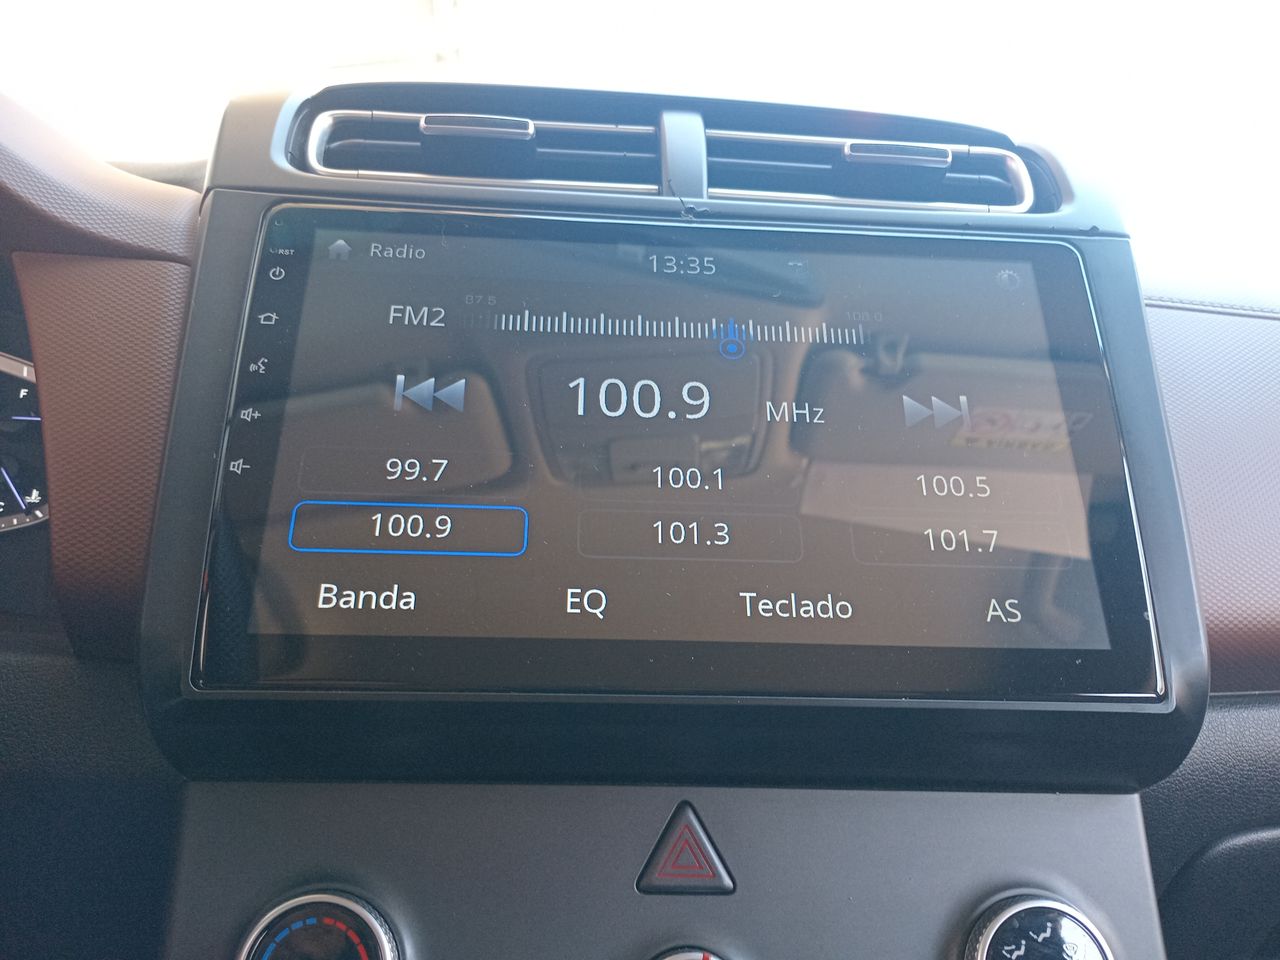 RST
Radio
13:35
FM2
87.5
108.0
100.9 MHz
99.7
100.1
100.5
100.9
101.3
101.7
Banda
EQ
Teclado
AS
F